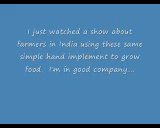 I just watched a show about
farmers in India using these same
simple hand implement to grow
food. I'm in good company...